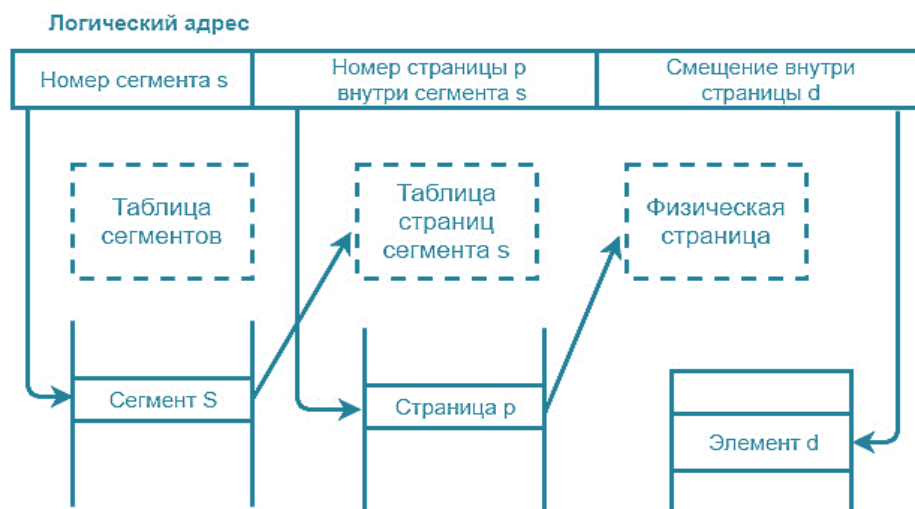 Логический адрес
Номер сегмента s
Номер страницы p
внутри сегмента s
Смещение внутри
страницы d
Таблица
сегментов
Таблица
страниц
сегмента s
Физическая
страница
Сегмент S
Страница p
Элемент d